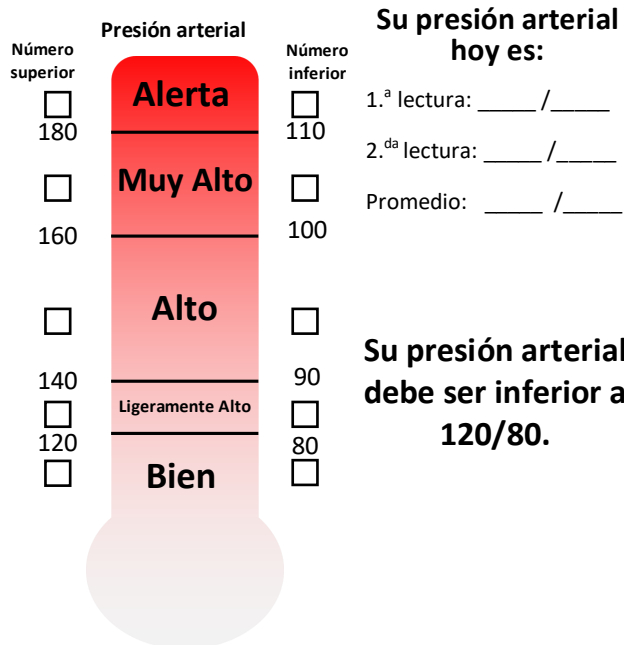 Presión arterial
Número
superior
Número
inferior
Alerta
180
110
Muy Alto
160
100
Alto
140
90
Ligeramente Alto
120
80
Bien
Su presión arterial
hoy es:
1.ª lectura: _____ /_____
2.da lectura: _____ /_____
Promedio: _____ /_____
Su presión arterial
debe ser inferior a
120/80.